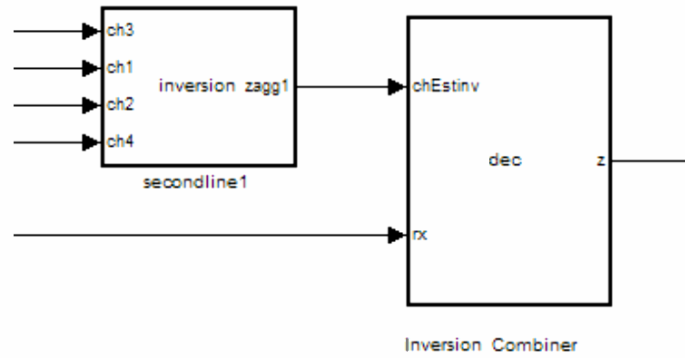 ch3
ch1
ch2
ch4
inversion zagg1
secondline1
chEstinv
dec
z
rx
Inversion Combiner